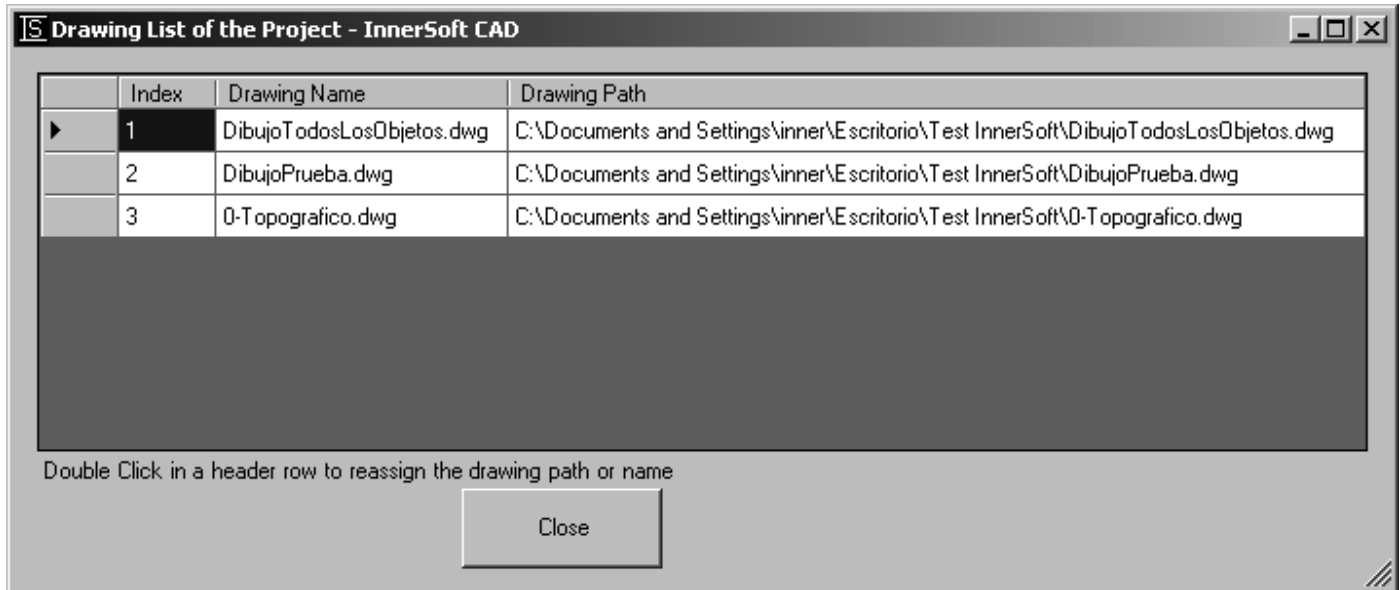 IS Drawing List of the Project - InnerSoft CAD
Index Drawing Name Drawing Path
1 DibujoTodosLosObjetos.dwg C:\Documents and Settings\inner\Escritorio\Test InnerSoft\DibujoTodosLosObjetos.dwg
2 DibujoPrueba.dwg C:\Documents and Settings\inner\Escritorio\Test InnerSoft\DibujoPrueba.dwg
3 0-Topografico.dwg C:\Documents and Settings\inner\Escritorio\Test InnerSoft\0-Topografico.dwg
Double Click in a header row to reassign the drawing path or name
Close